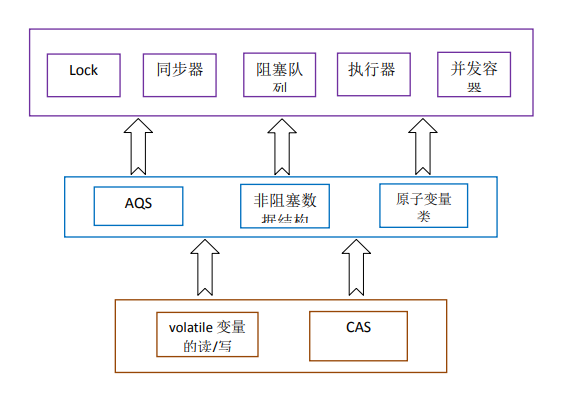 Lock
同步器
阻塞队
列
执行器
并发容
器
AQS
非阻塞数
据结构
原子变量
类
volatile 变量
的读/写
CAS